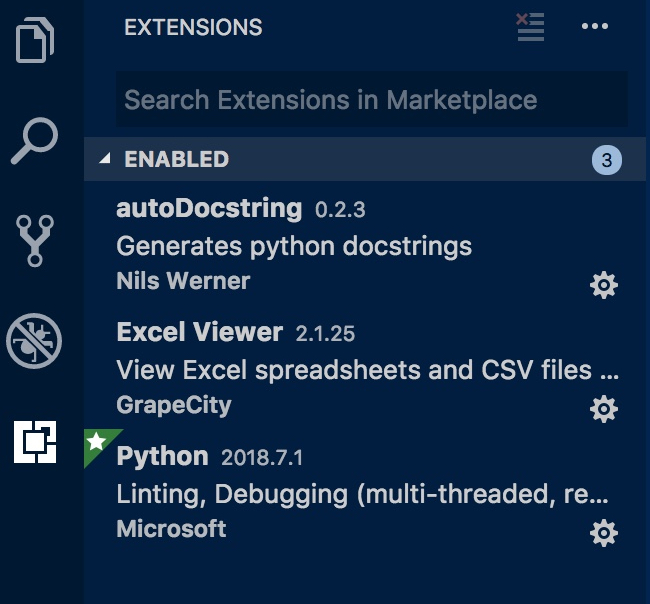 EXTENSIONS
Search Extensions in Marketplace
ENABLED 3
autoDocstring 0.2.3
Generates python docstrings
Nils Werner
Excel Viewer 2.1.25
View Excel spreadsheets and CSV files ...
GrapeCity
Python 2018.7.1
Linting, Debugging (multi-threaded, re...
Microsoft